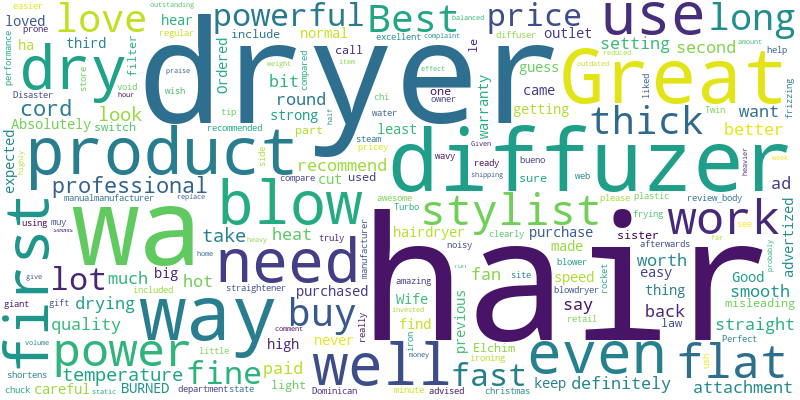 dryer
hair
diffuzer
wa
product
Great
use
dry
love
powerful
Best
price
long
thick
way
need
blow
stylist
work
first
well
even
flat
power
fine
fast
buy
lot
professional
cord
look
Absolutely
switch
expected
manualmanufacturer
using
muy
big
much
drying
quality
giant
gift
included
shortens
volume
chuck
careful
static
BURNED
temperature
hot
take
heat
straightener
purchased
high
never
paid
light
little
department
state
Dominican
minute
advised
christmas
money
invested
iron
find
Wife
ironing
Elchim
say
previous
fan
speed
blower
blowdryer
rocket
retail
site
amazing
noisy
hairdryer
purchase
made
sister
afterwards
worth
easy
thing
back
law
keep
definitely
attachment
Perfect
probably
misleading
straight
smooth
Good
advertized
ad
review_body
better
want
frizzing
heavier
week
Twin
outdated
liked
reduced
amount
help
setting
second
outlet
guess
came
getting
warranty
call
one
owner
include
normal
hear
third
filter
loved
ha
prone
easier
performance
Disaster
store
void
hour
outstanding
regular
praise
wish
Ordered
tip
recommended
bit
round
strong
part
cut
used
recommend
least
compare
compared
weight
effect
item
complaint
balanced
excellent
diffuser
le
chi
water
steam
pricey
wavy
ready
Given
shipping
bueno
sure
web
please
plastic
frying
clearly
Turbo
awesome
manufacturer
really
truly
side
half
replace
home
heavy
highly
give
comment
run
far
see